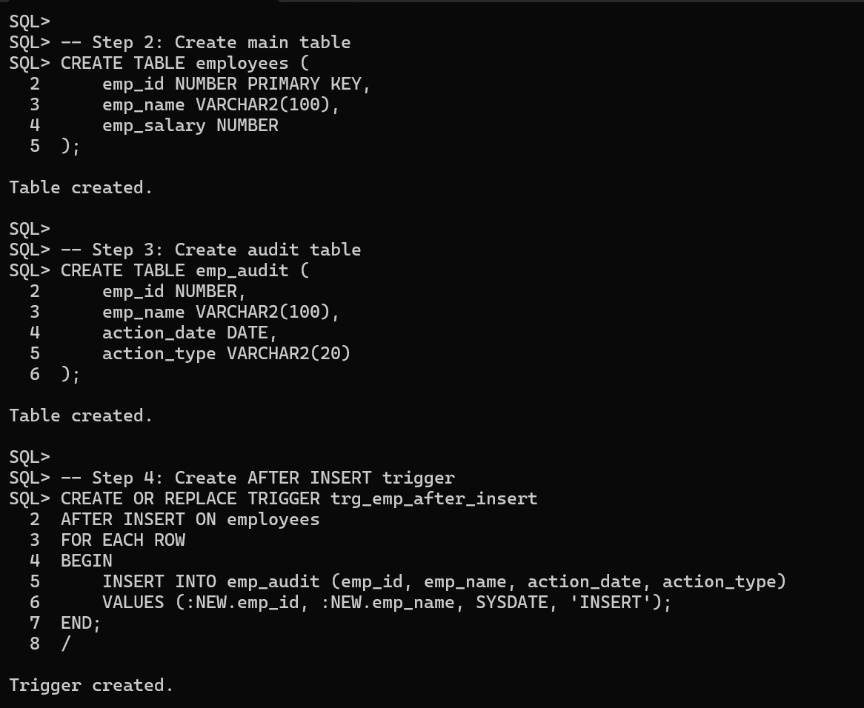 SQL>
SQL> -- Step 2: Create main table
SQL> CREATE TABLE employees (
  2      emp_id NUMBER PRIMARY KEY,
  3      emp_name VARCHAR2(100),
  4      emp_salary NUMBER
  5  );

Table created.

SQL>
SQL> -- Step 3: Create audit table
SQL> CREATE TABLE emp_audit (
  2      emp_id NUMBER,
  3      emp_name VARCHAR2(100),
  4      action_date DATE,
  5      action_type VARCHAR2(20)
  6  );

Table created.

SQL>
SQL> -- Step 4: Create AFTER INSERT trigger
SQL> CREATE OR REPLACE TRIGGER trg_emp_after_insert
  2  AFTER INSERT ON employees
  3  FOR EACH ROW
  4  BEGIN
  5      INSERT INTO emp_audit (emp_id, emp_name, action_date, action_type)
  6      VALUES (:NEW.emp_id, :NEW.emp_name, SYSDATE, 'INSERT');
  7  END;
  8  /

Trigger created.